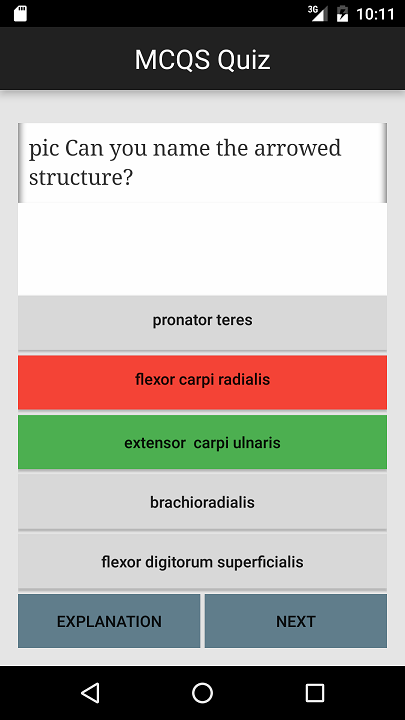 3G 10:11
MCQS Quiz
pic Can you name the arrowed
structure?
pronator teres
flexor carpi radialis
extensor  carpi ulnaris
brachioradialis
flexor digitorum superficialis
EXPLANATION NEXT